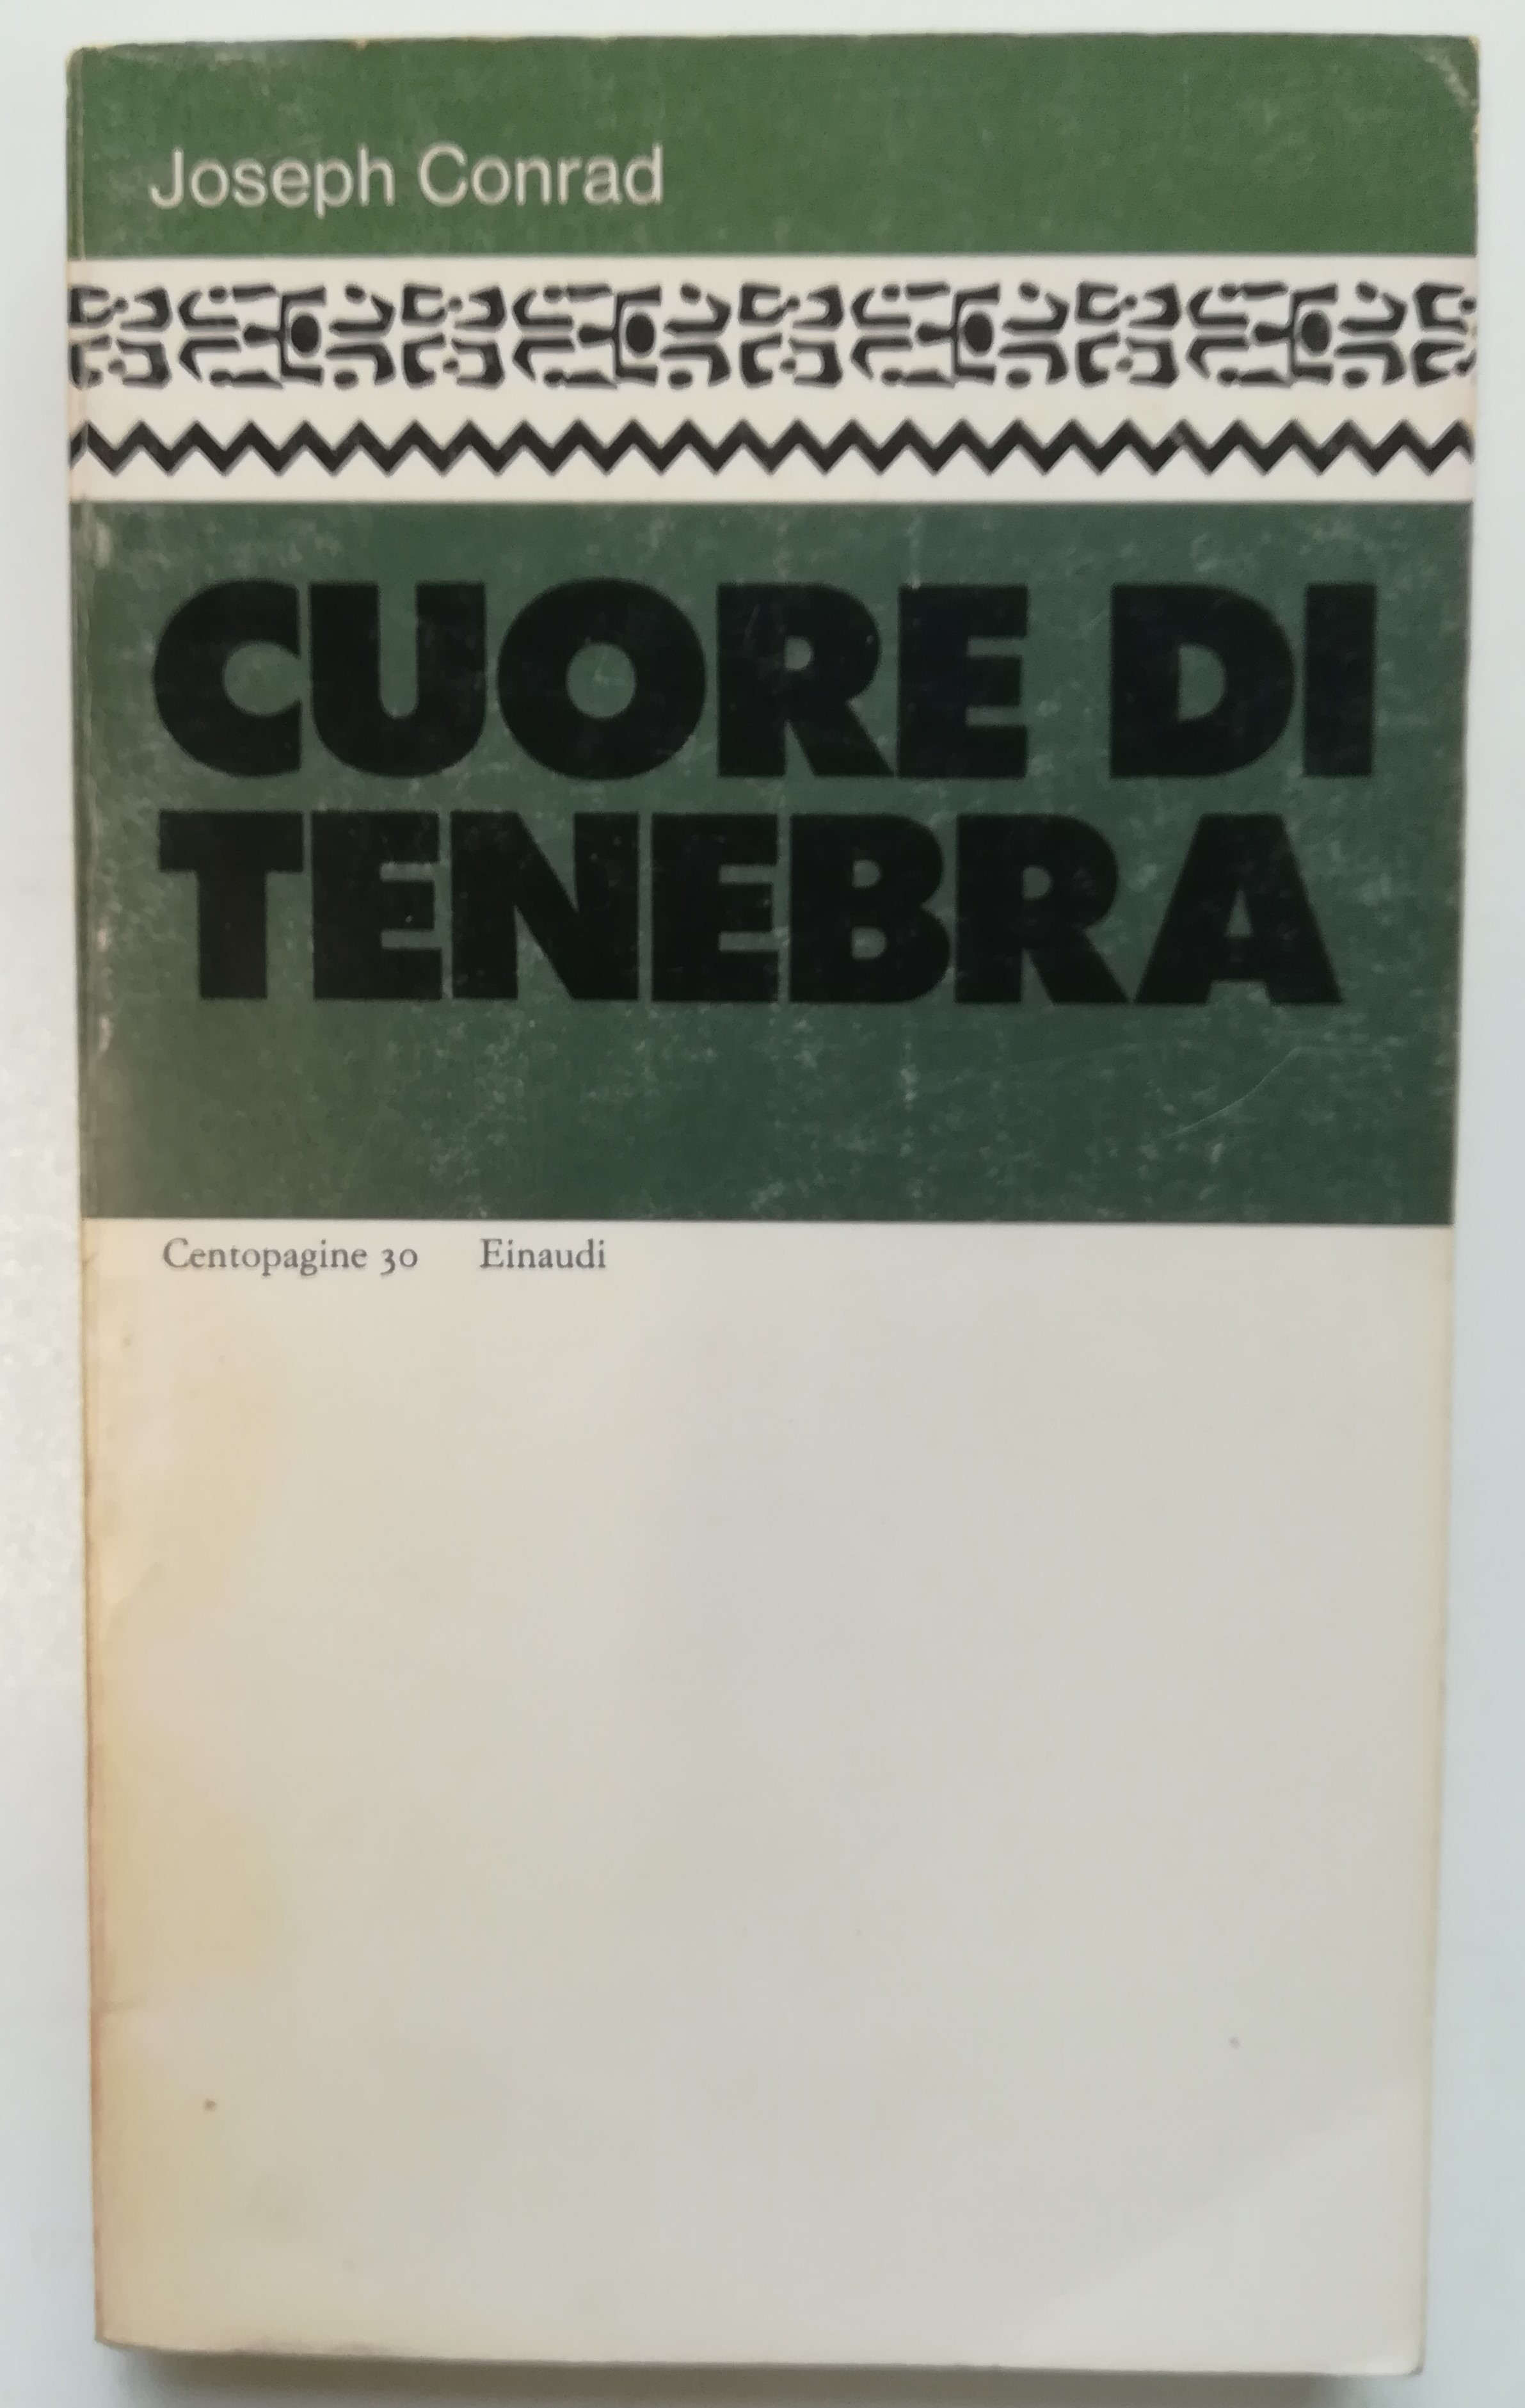 Joseph Conrad
CUORE DI
TENEBRA
Centopagine 30 Einaudi